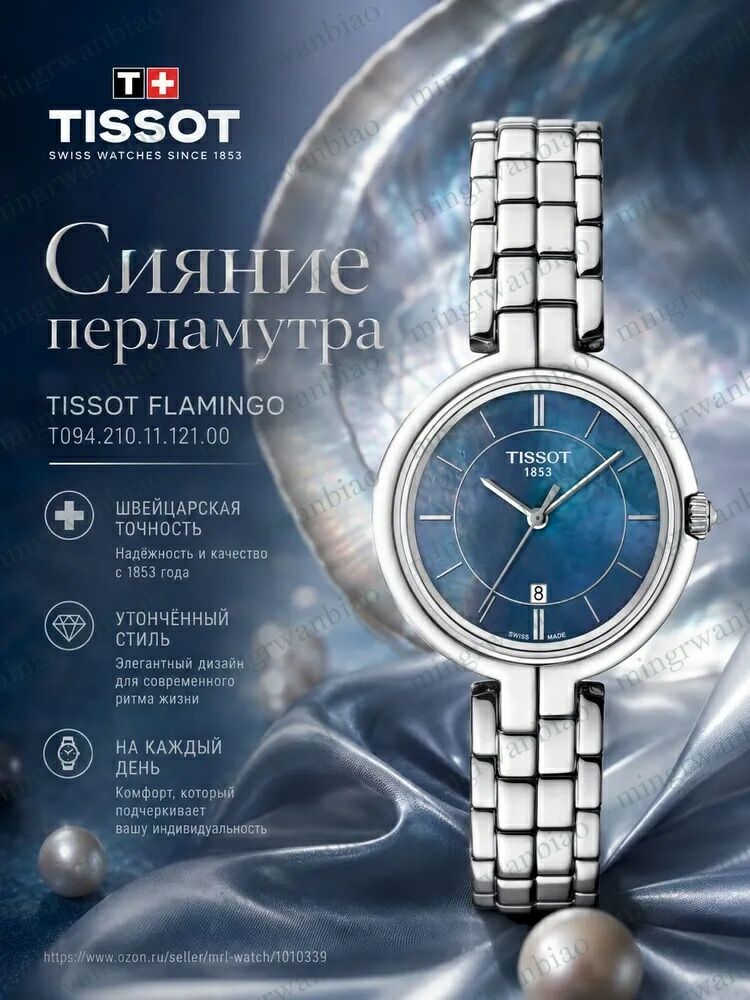 T+
TISSOT
SWISS WATCHES SINCE 1853
Сияние
перламутра
TISSOT FLAMINGO
T094.210.11.121.00
ШВЕЙЦАРСКАЯ
ТОЧНОСТЬ
Надёжность и качество
с 1853 года
УТОНЧЁННЫЙ
СТИЛЬ
Элегантный дизайн
для современного
ритма жизни
НА КАЖДЫЙ
ДЕНЬ
Комфорт, который
подчеркивает
вашу индивидуальность
https://www.ozon.ru/seller/mrl-watch/1010339
TISSOT
1853
8
SWISS MADE
mingrwanbiao